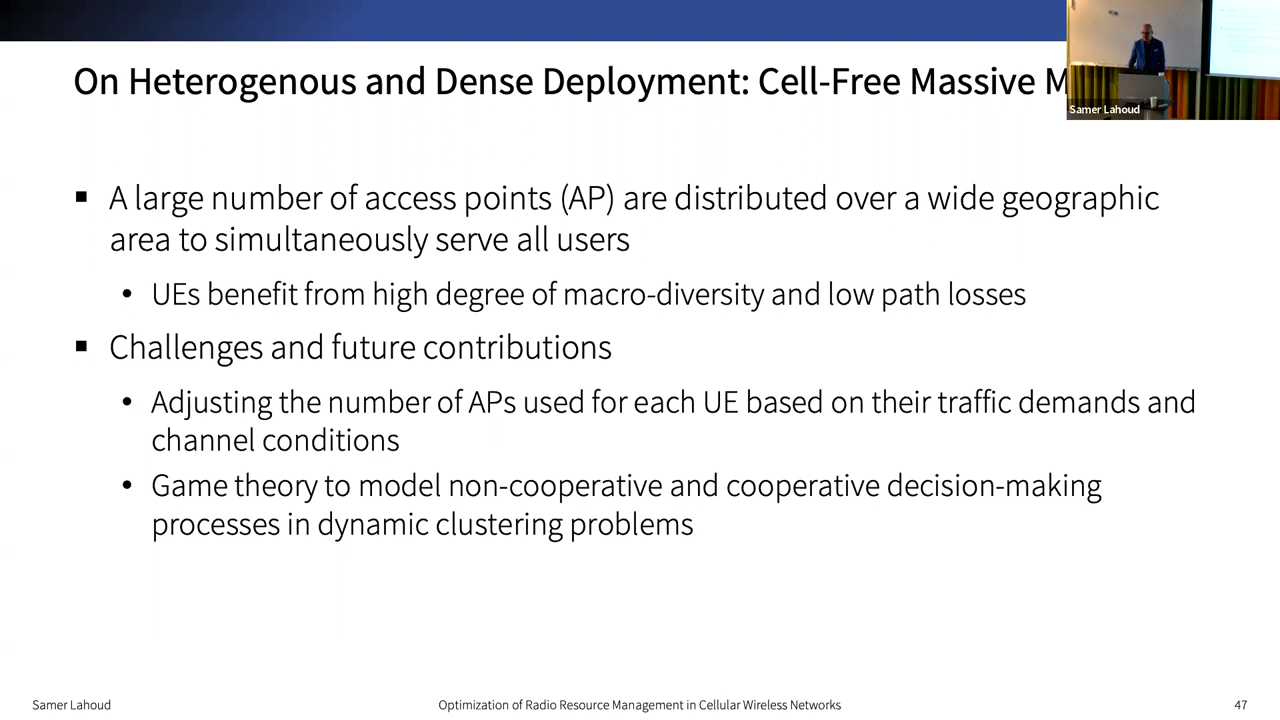 On Heterogenous and Dense Deployment: Cell-Free Massive
Samer Lahoud
A large number of access points (AP) are distributed over a wide geographic
area to simultaneously serve all users
UEs benefit from high degree of macro-diversity and low path losses
Challenges and future contributions
Adjusting the number of APs used for each UE based on their traffic demands and
channel conditions
Game theory to model non-cooperative and cooperative decision-making
processes in dynamic clustering problems
Samer Lahoud
Optimization of Radio Resource Management in Cellular Wireless Networks
47